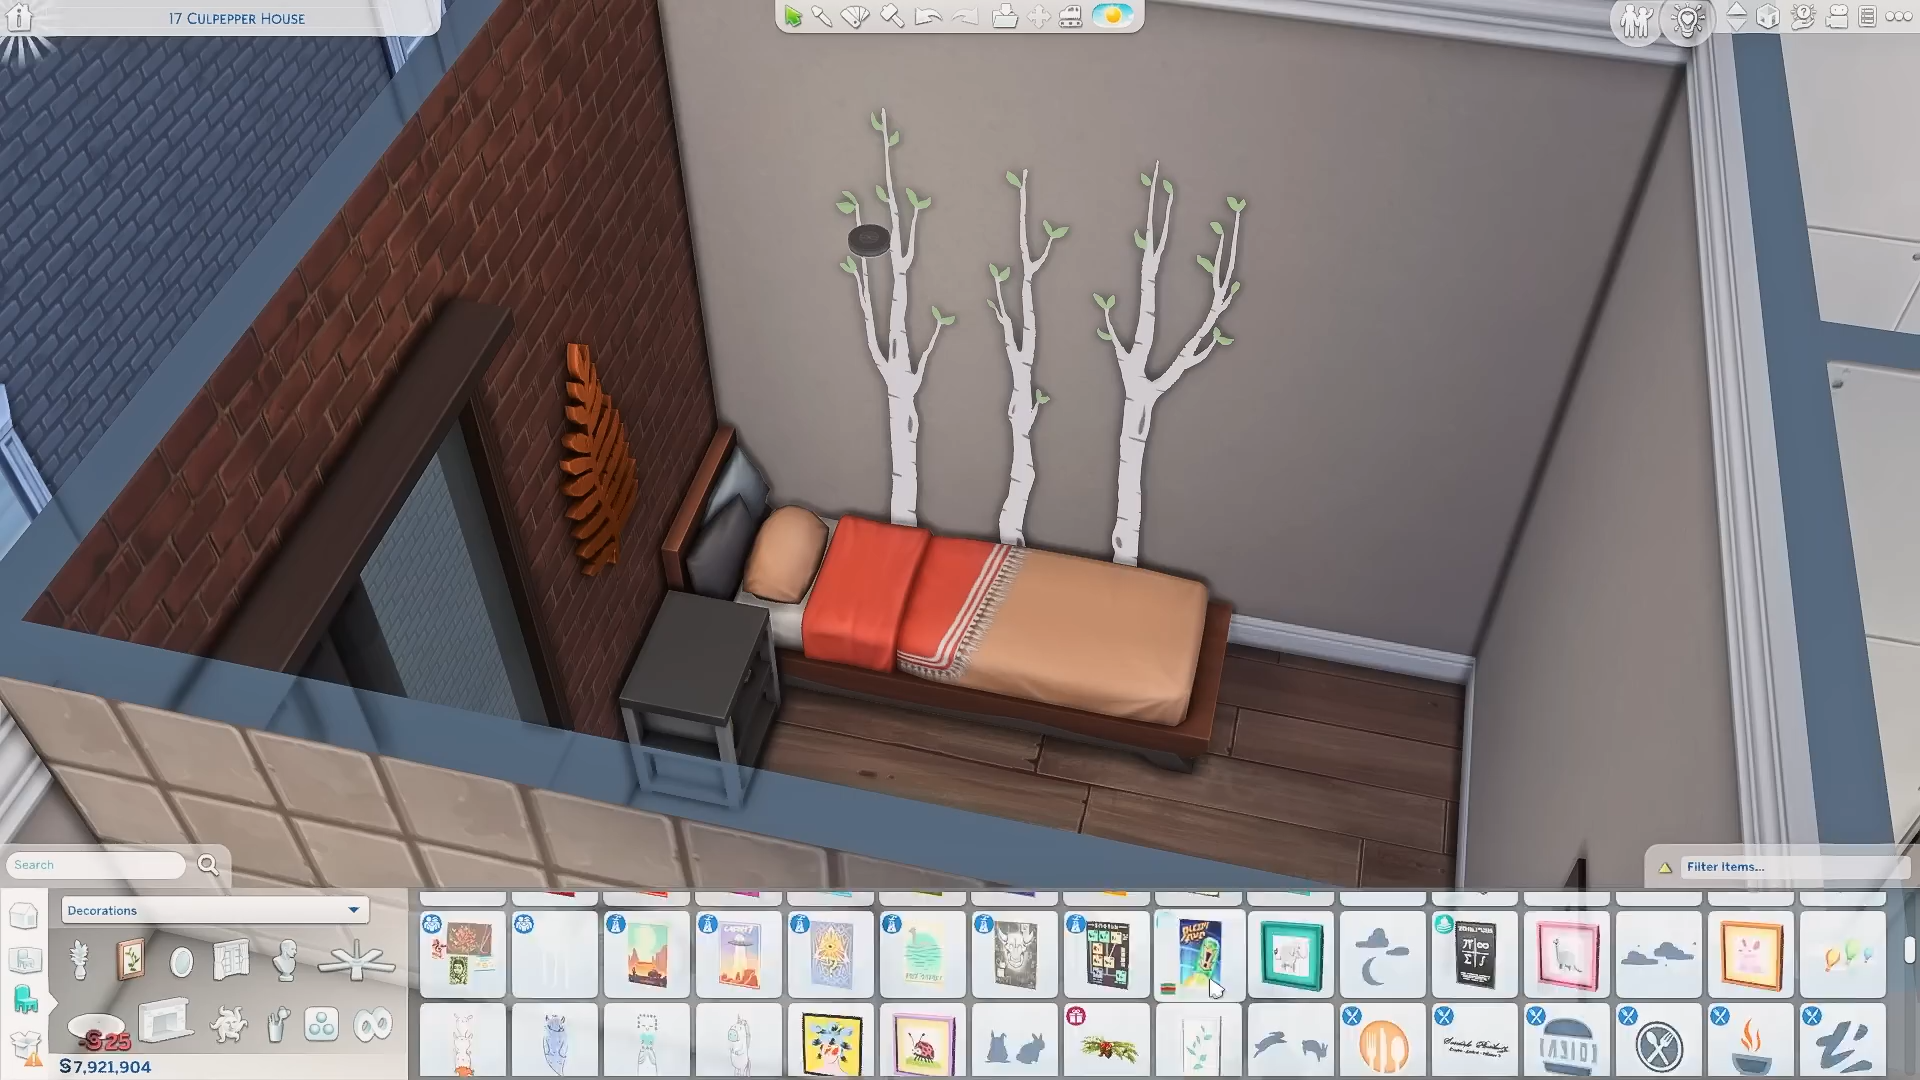 17 CULPEPPER HOUSE
Search
Filter Items...
Decorations
-§25
§7,921,904